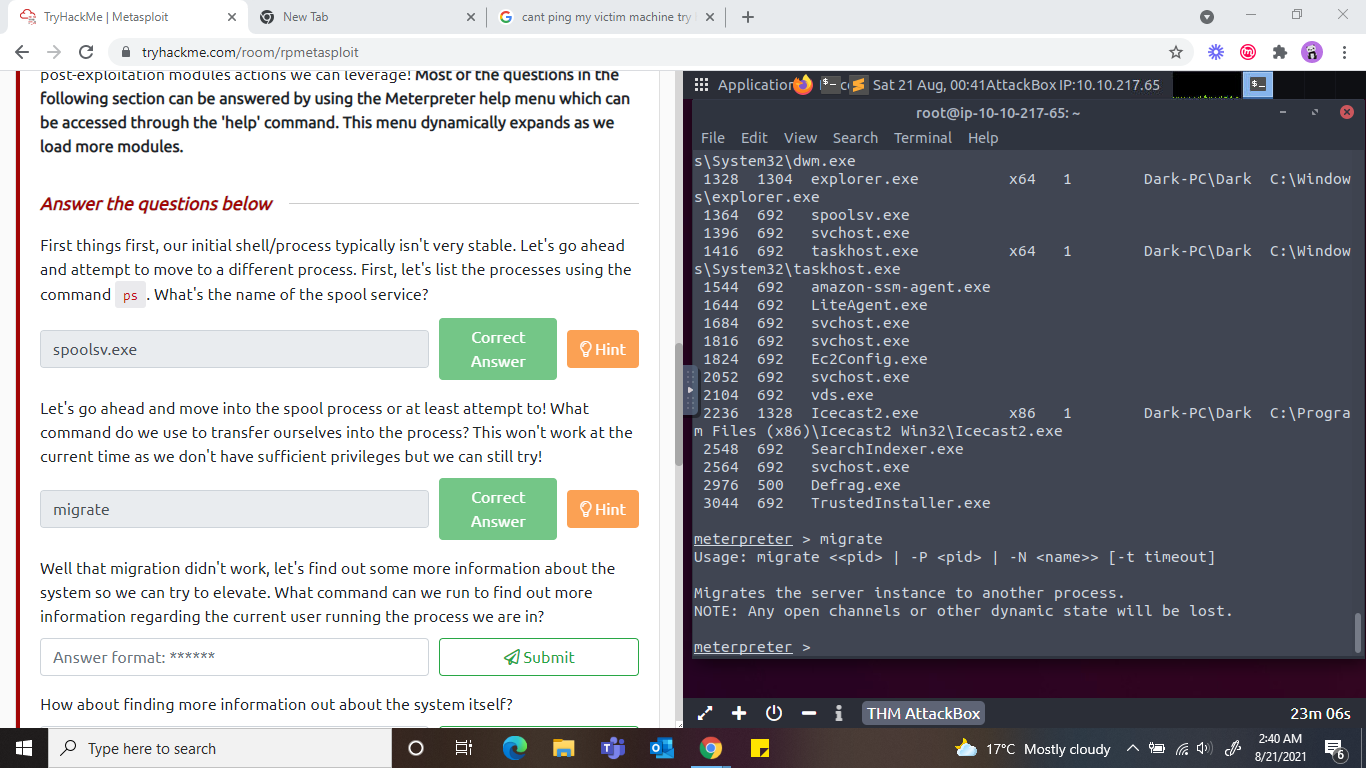 TryHackMe | Metasploit
New Tab
cant ping my victim machine try
tryhackme.com/room/rpmetasploit
post-exploitation modules actions we can leverage! Most of the questions in the
following section can be answered by using the Meterpreter help menu which can
be accessed through the 'help' command. This menu dynamically expands as we
load more modules.
Answer the questions below
First things first, our initial shell/process typically isn't very stable. Let's go ahead
and attempt to move to a different process. First, let's list the processes using the
command ps . What's the name of the spool service?
spoolsv.exe
Correct
Answer
Hint
Let's go ahead and move into the spool process or at least attempt to! What
command do we use to transfer ourselves into the process? This won't work at the
current time as we don't have sufficient privileges but we can still try!
migrate
Correct
Answer
Hint
Well that migration didn't work, let's find out some more information about the
system so we can try to elevate. What command can we run to find out more
information regarding the current user running the process we are in?
Answer format: ******
Submit
How about finding more information out about the system itself?
Application
Sat 21 Aug, 00:41 AttackBox IP:10.10.217.65
root@ip-10-10-217-65: ~
File Edit View Search Terminal Help
s\System32\dwm.exe
1328 1304 explorer.exe x64 1 Dark-PC\Dark C:\Window
s\explorer.exe
1364 692 spoolsv.exe
1396 692 svchost.exe
1416 692 taskhost.exe x64 1 Dark-PC\Dark C:\Window
s\System32\taskhost.exe
1544 692 amazon-ssm-agent.exe
1644 692 LiteAgent.exe
1684 692 svchost.exe
1816 692 svchost.exe
1824 692 Ec2Config.exe
2052 692 svchost.exe
2104 692 vds.exe
2236 1328 Icecast2.exe x86 1 Dark-PC\Dark C:\Progra
m Files (x86)\Icecast2 Win32\Icecast2.exe
2548 692 SearchIndexer.exe
2564 692 svchost.exe
2976 500 Defrag.exe
3044 692 TrustedInstaller.exe
meterpreter > migrate
Usage: migrate <<pid> | -P <pid> | -N <name>> [-t timeout]
Migrates the server instance to another process.
NOTE: Any open channels or other dynamic state will be lost.
meterpreter >
THM AttackBox
23m 06s
Type here to search
17°C Mostly cloudy
2:40 AM
8/21/2021
6